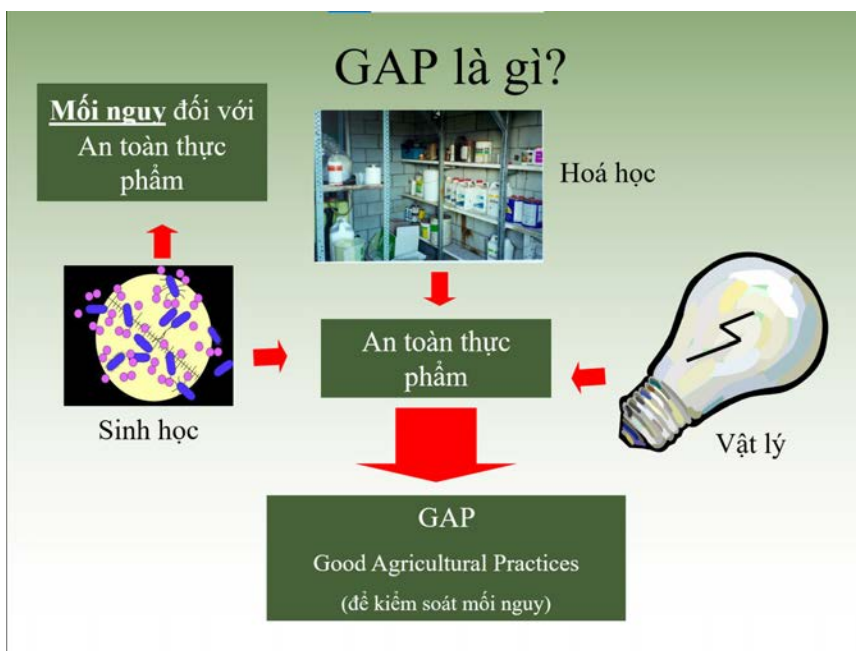 GAP là gì?
Mối nguy đối với
An toàn thực
phẩm
Hoá học
An toàn thực
phẩm
Sinh học
Vật lý
GAP
Good Agricultural Practices
(để kiểm soát mối nguy)